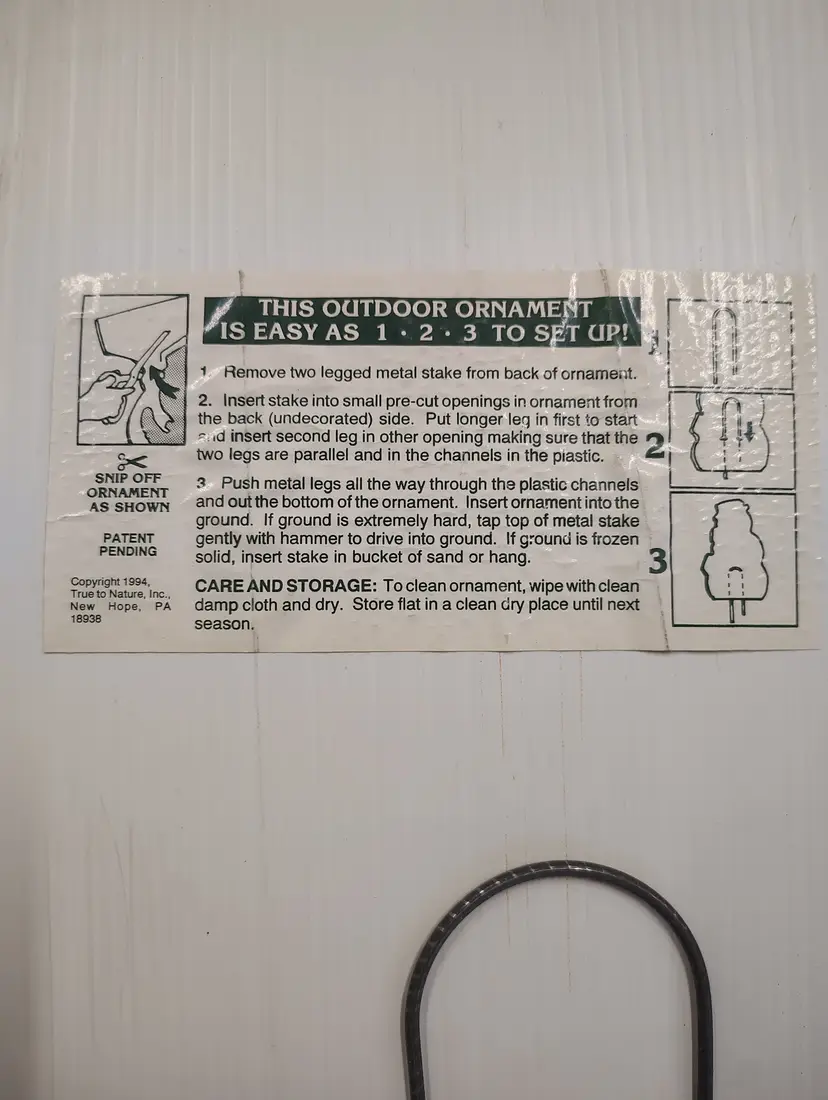 THIS OUTDOOR ORNAMENT
IS EASY AS 1 · 2 · 3 TO SET UP!
1. Remove two legged metal stake from back of ornament.
2. Insert stake into small pre-cut openings in ornament from
the back (undecorated) side. Put longer leg in first to start
and insert second leg in other opening making sure that the
two legs are parallel and in the channels in the plastic.
3. Push metal legs all the way through the plastic channels
and out the bottom of the ornament. Insert ornament into the
ground. If ground is extremely hard, tap top of metal stake
gently with hammer to drive into ground. If ground is frozen
solid, insert stake in bucket of sand or hang.
CARE AND STORAGE: To clean ornament, wipe with clean
damp cloth and dry. Store flat in a clean dry place until next
season.
SNIP OFF
ORNAMENT
AS SHOWN
PATENT
PENDING
Copyright 1994,
True to Nature, Inc.,
New Hope, PA
18938
1
2
3